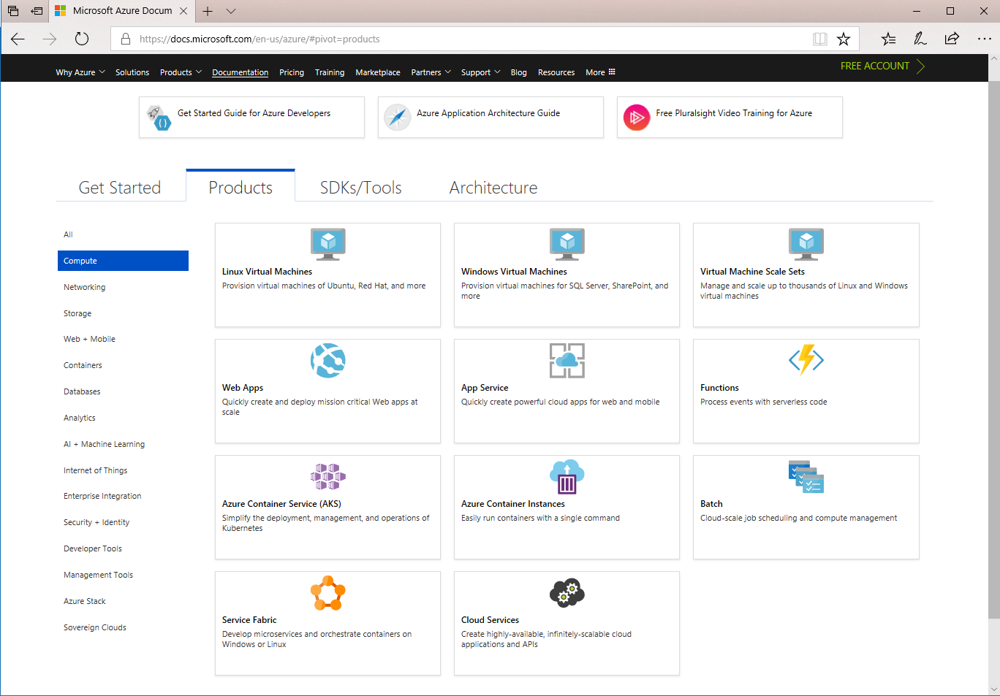 Microsoft Azure Docum
https://docs.microsoft.com/en-us/azure/#pivot=products
Why Azure Solutions Products Documentation Pricing Training Marketplace Partners Support Blog Resources More FREE ACCOUNT
Get Started Guide for Azure Developers
Azure Application Architecture Guide
Free Pluralsight Video Training for Azure
Get Started Products SDKs/Tools Architecture
All
Compute
Networking
Storage
Web + Mobile
Containers
Databases
Analytics
AI + Machine Learning
Internet of Things
Enterprise Integration
Security + Identity
Developer Tools
Management Tools
Azure Stack
Sovereign Clouds
Linux Virtual Machines
Provision virtual machines of Ubuntu, Red Hat, and more
Windows Virtual Machines
Provision virtual machines for SQL Server, SharePoint, and
more
Virtual Machine Scale Sets
Manage and scale up to thousands of Linux and Windows
virtual machines
Web Apps
Quickly create and deploy mission critical Web apps at
scale
App Service
Quickly create powerful cloud apps for web and mobile
Functions
Process events with serverless code
Azure Container Service (AKS)
Simplify the deployment, management, and operations of
Kubernetes
Azure Container Instances
Easily run containers with a single command
Batch
Cloud-scale job scheduling and compute management
Service Fabric
Develop microservices and orchestrate containers on
Windows or Linux
Cloud Services
Create highly-available, infinitely-scalable cloud
applications and APIs